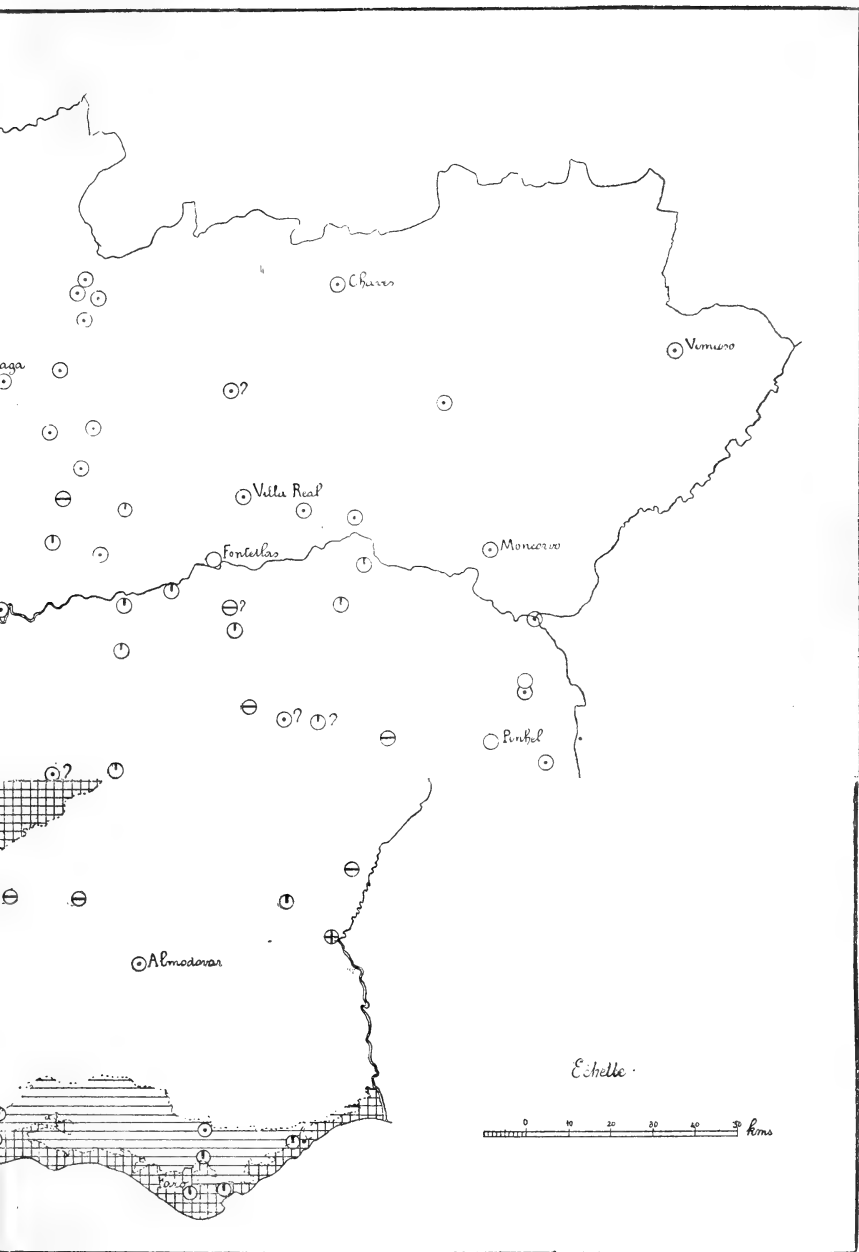 Chaves
Vimioso
aga
?
Villa Real
Moncorvo
Fontellas
?
? ?
Pinhel
?
Almodovar
Echelle
0 10 20 30 40 50 kms
Faro